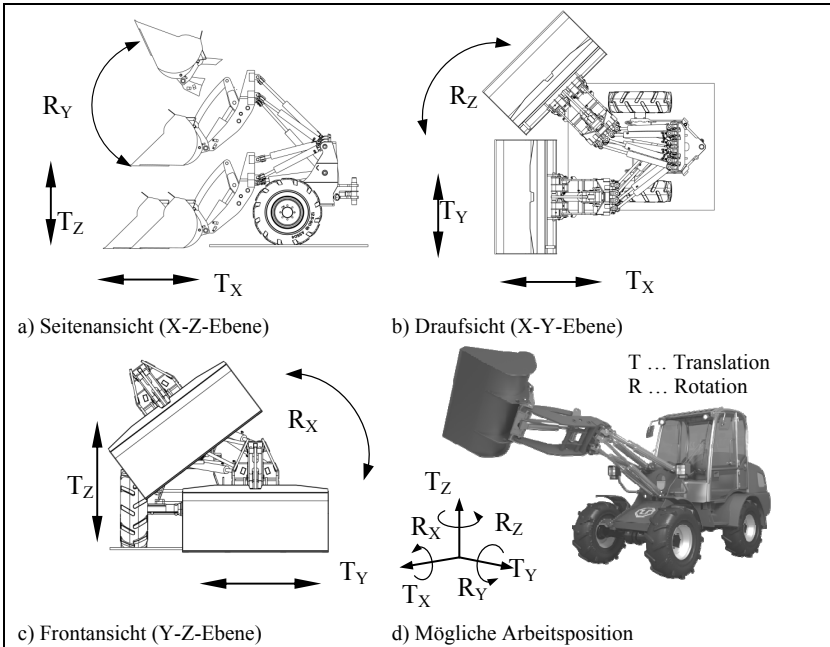 R_Y
T_Z
T_X
a) Seitenansicht (X-Z-Ebene)
R_Z
T_Y
T_X
b) Draufsicht (X-Y-Ebene)
R_X
T_Z
T_Y
c) Frontansicht (Y-Z-Ebene)
T … Translation
R … Rotation
T_Z
R_X
R_Z
T_X
R_Y
T_Y
d) Mögliche Arbeitsposition